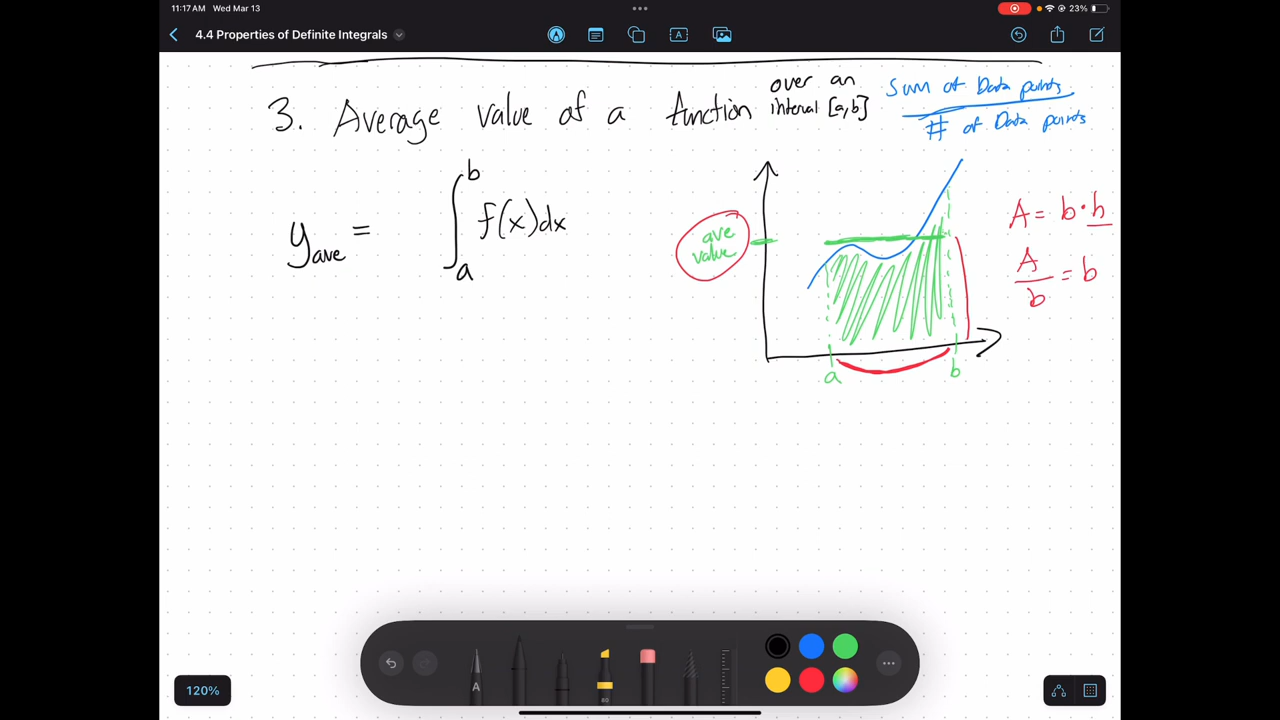 11:17 AM Wed Mar 13
23%
4.4 Properties of Definite Integrals
3. Average value of a function over an interval [a,b]
Sum of Data points
# of Data points
y_ave = ∫_a^b f(x)dx
ave
value
a
b
A = b · h
A/b = b
A
80
120%